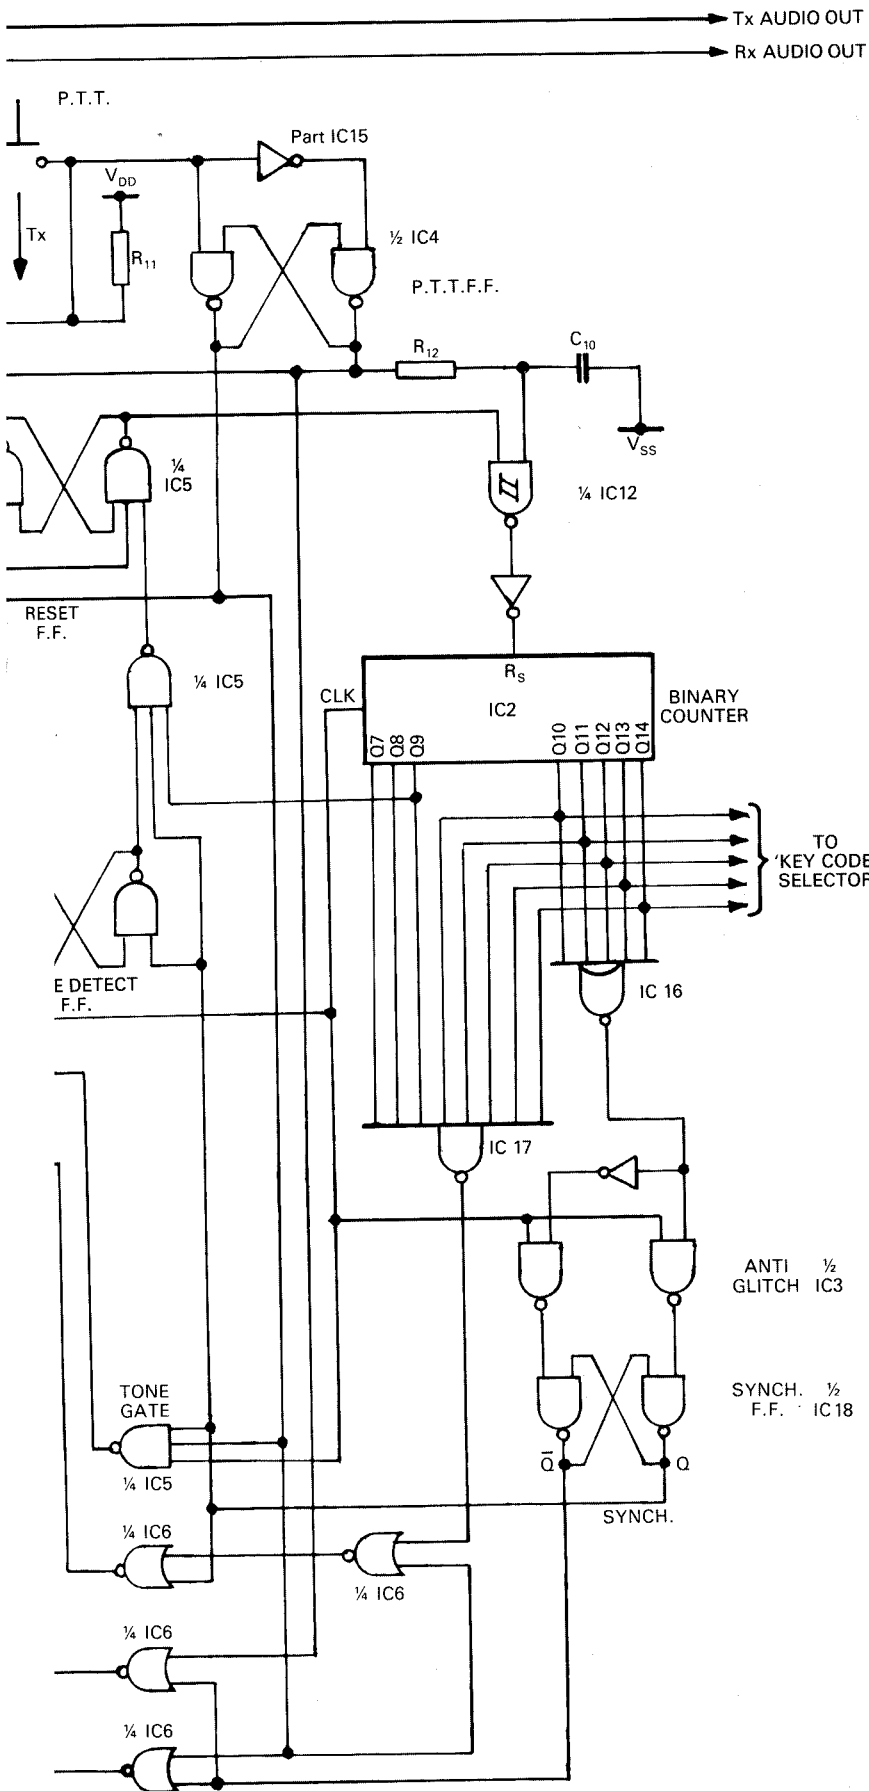 Tx AUDIO OUT
Rx AUDIO OUT
P.T.T.
Part IC15
VDD
Tx
R11
½ IC4
P.T.T.F.F.
R12
C10
VSS
¼
IC5
¼ IC12
RESET
F.F.
¼ IC5
CLK
RS
IC2
BINARY
COUNTER
Q7
Q8
Q9
Q10
Q11
Q12
Q13
Q14
TO
'KEY CODE
SELECTOR
E DETECT
F.F.
IC 16
IC 17
ANTI ½
GLITCH IC3
TONE
GATE
SYNCH. ½
F.F. IC18
Q̅
Q
¼ IC5
SYNCH.
¼ IC6
¼ IC6
¼ IC6
¼ IC6